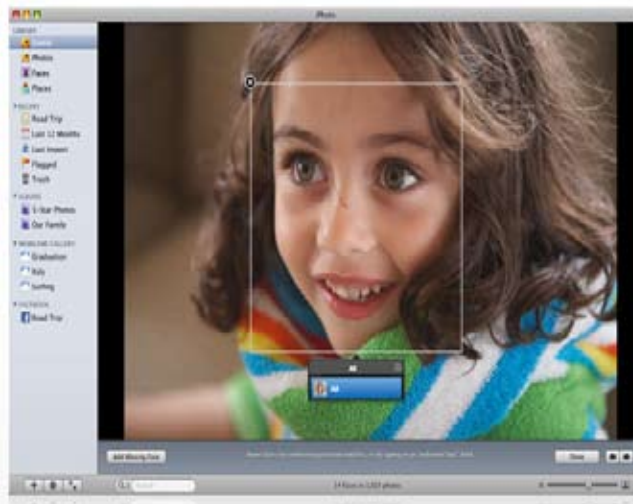 iPhoto
LIBRARY
Events
Photos
Faces
Places
RECENT
Road Trip
Last 12 Months
Last Import
Flagged
Trash
ALBUMS
5-Star Photos
Our Family
MOBILEME GALLERY
Graduation
Italy
Surfing
FACEBOOK
Road Trip
Add Missing Face
Done